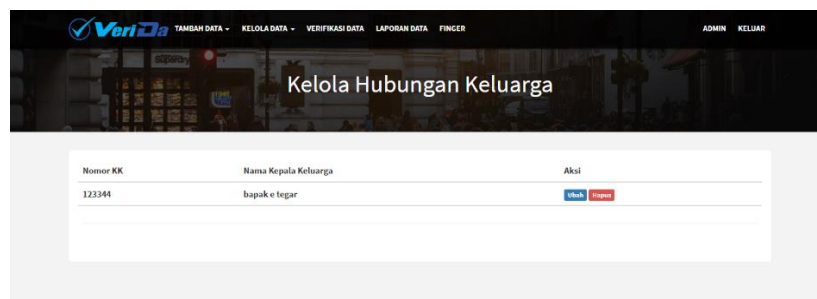 VeriDa TAMBAH DATA KELOLA DATA VERIFIKASI DATA LAPORAN DATA FINGER ADMIN KELUAR
Superdry
Kelola Hubungan Keluarga
Nomor KK Nama Kepala Keluarga Aksi
123344 bapak e tegar Ubah Hapus